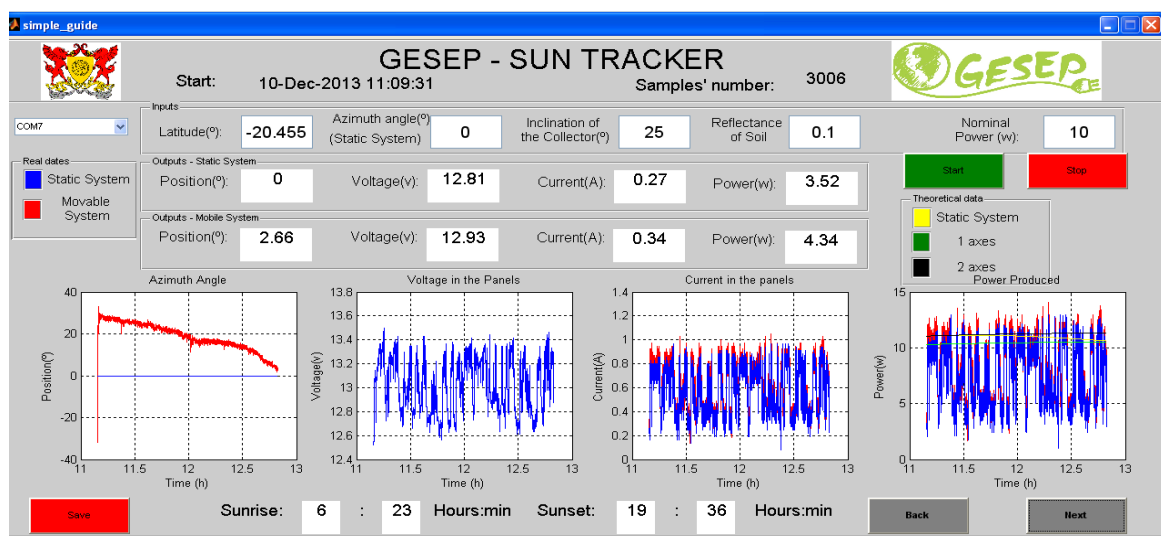 simple_guide
GESEP - SUN TRACKER
Start: 10-Dec-2013 11:09:31 Samples' number: 3006
GESEP
COM7
Inputs
Latitude(º): -20.455 Azimuth angle(º) (Static System) 0 Inclination of the Collector(º) 25 Reflectance of Soil 0.1 Nominal Power (w): 10
Real dates
Static System
Movable System
Outputs - Static System
Position(º): 0 Voltage(v): 12.81 Current(A): 0.27 Power(w): 3.52
Outputs - Mobile System
Position(º): 2.66 Voltage(v): 12.93 Current(A): 0.34 Power(w): 4.34
Start Stop
Theoretical data
Static System
1 axes
2 axes
Azimuth Angle
Position(º)
40
20
0
-20
-40
11 11.5 12 12.5 13
Time (h)
Voltage in the Panels
Voltage(v)
13.8
13.6
13.4
13.2
13
12.8
12.6
12.4
11 11.5 12 12.5 13
Time (h)
Current in the panels
Current(A)
1.4
1.2
1
0.8
0.6
0.4
0.2
0
11 11.5 12 12.5 13
Time (h)
Power Produced
Power(w)
15
10
5
0
11 11.5 12 12.5 13
Time (h)
Save Sunrise: 6 : 23 Hours:min Sunset: 19 : 36 Hours:min Back Next